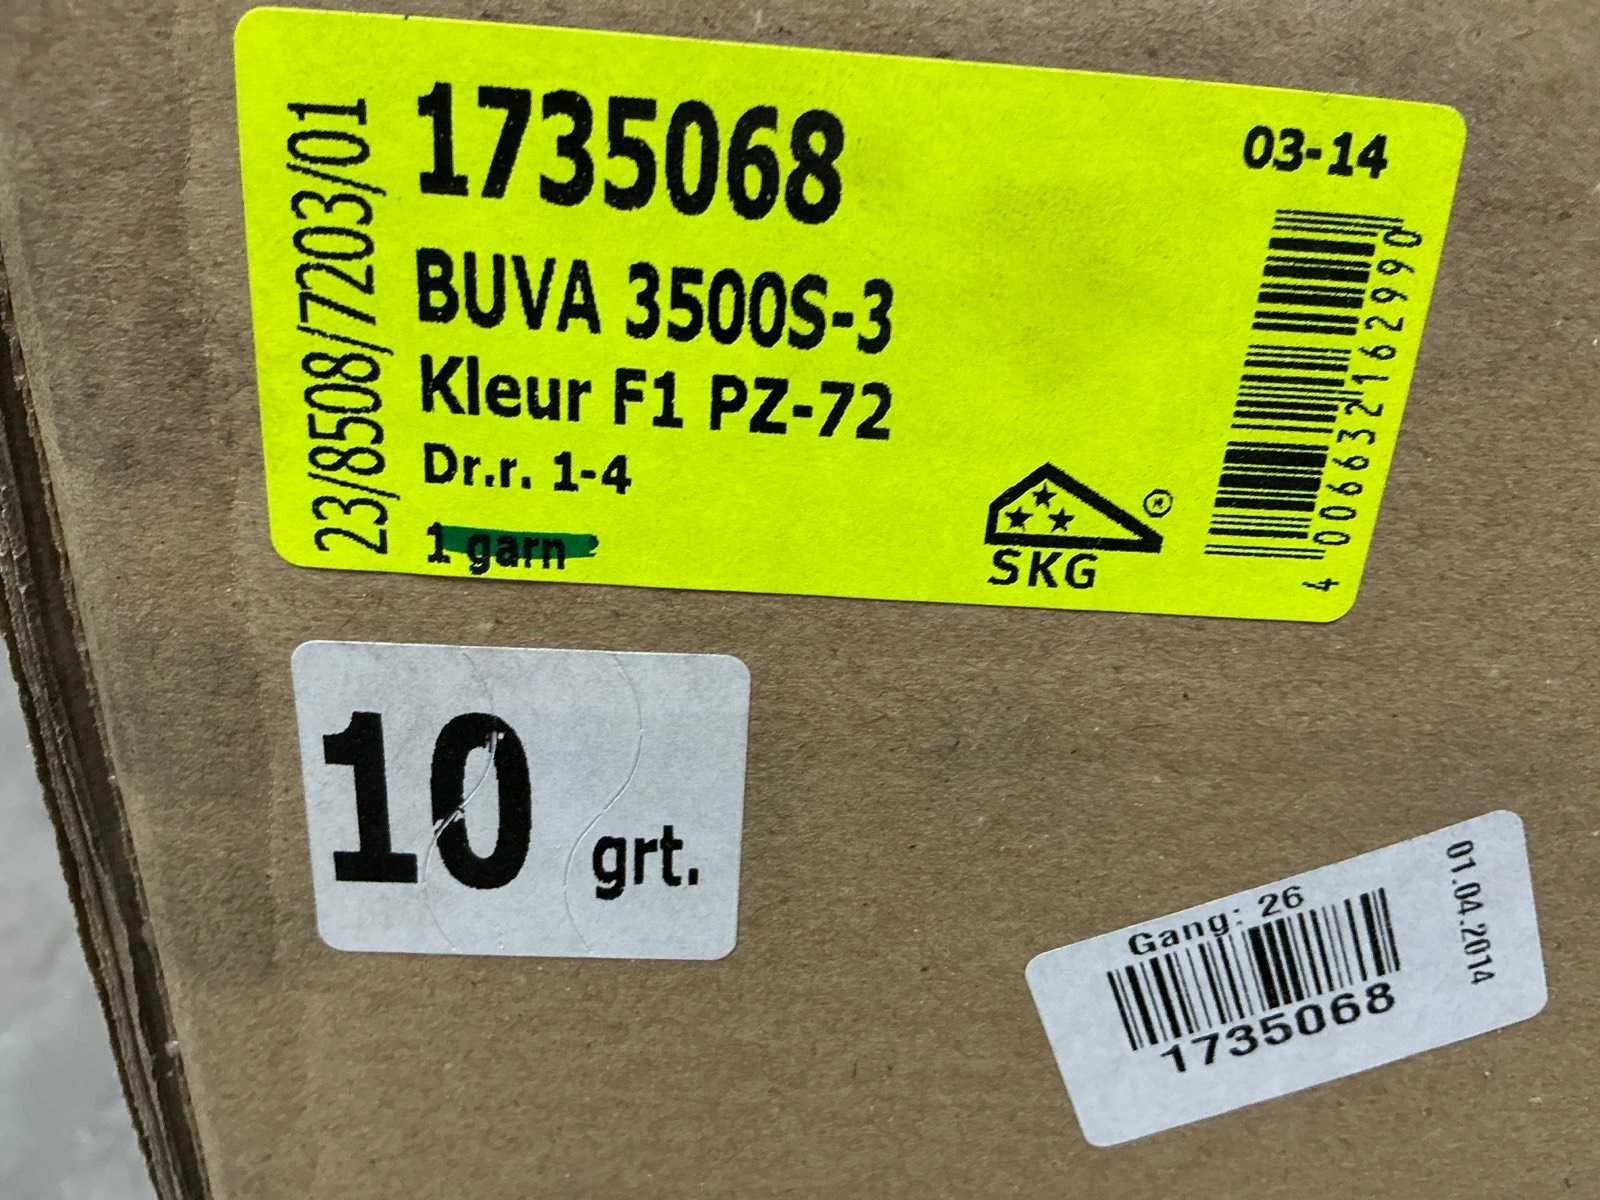 23/8508/7203/01
1735068
03-14
BUVA 3500S-3
Kleur F1 PZ-72
Dr.r. 1-4
1 garn
SKG
®
4 006632 162990
10 grt.
Gang: 26
1735068
01.04.2014